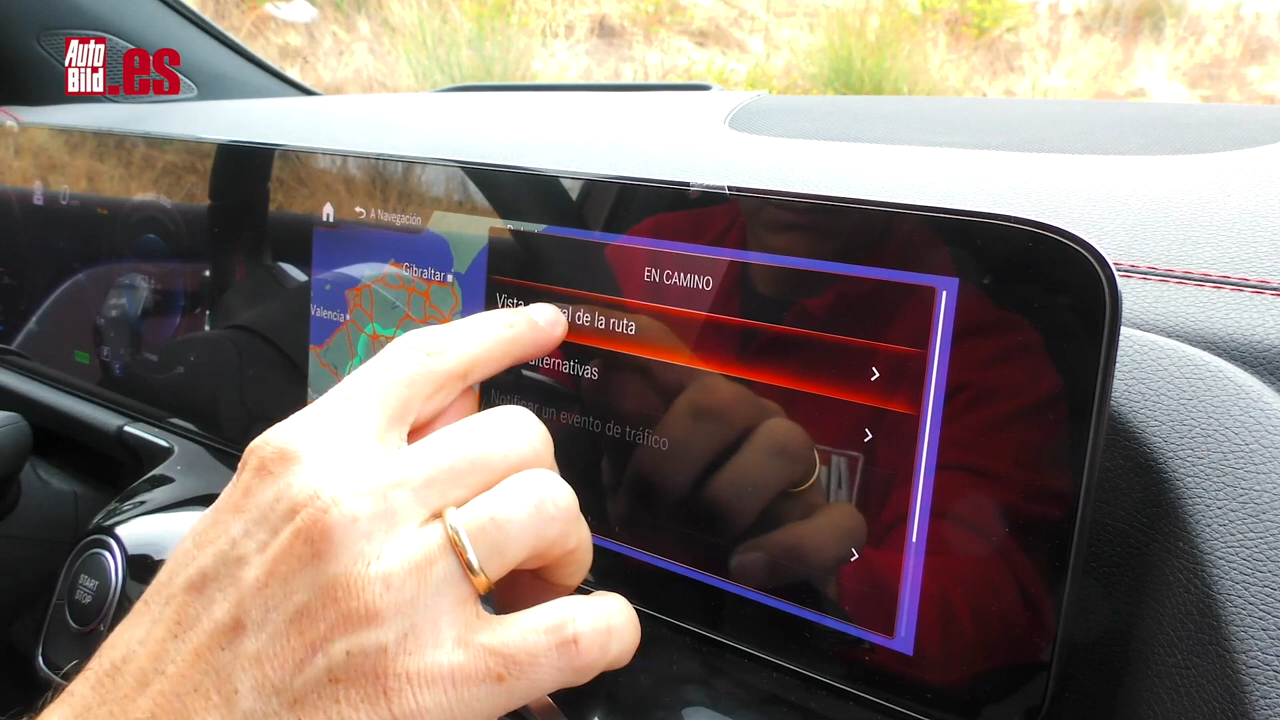 Auto
Bild
.es
A Navegación
Gibraltar
Valencia
EN CAMINO
Vista de la ruta
alternativas
Notificar un evento de tráfico
START
STOP